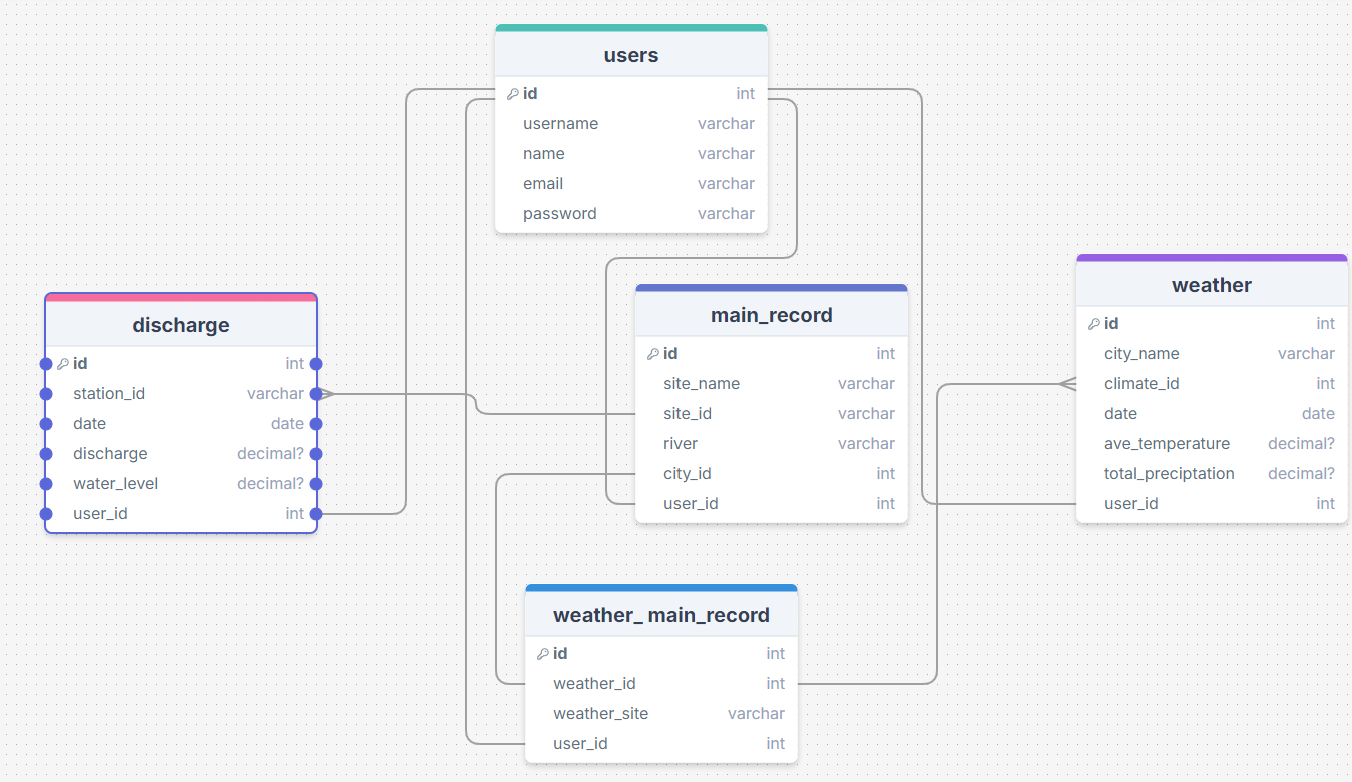 users
id int
username varchar
name varchar
email varchar
password varchar
discharge
id int
station_id varchar
date date
discharge decimal?
water_level decimal?
user_id int
main_record
id int
site_name varchar
site_id varchar
river varchar
city_id int
user_id int
weather
id int
city_name varchar
climate_id int
date date
ave_temperature decimal?
total_preciptation decimal?
user_id int
weather_ main_record
id int
weather_id int
weather_site varchar
user_id int